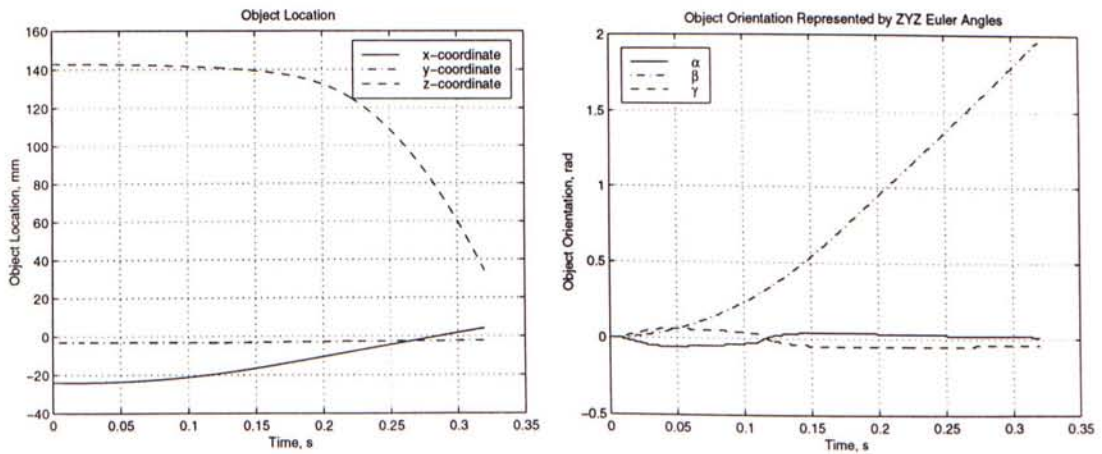 Object Location
160
140
120
100
80
60
40
20
0
−20
−40
Object Location, mm
x−coordinate
y−coordinate
z−coordinate
0
0.05
0.1
0.15
0.2
0.25
0.3
0.35
Time, s
Object Orientation Represented by ZYZ Euler Angles
2
1.5
1
0.5
0
−0.5
Object Orientation, rad
α
β
γ
0
0.05
0.1
0.15
0.2
0.25
0.3
0.35
Time, s